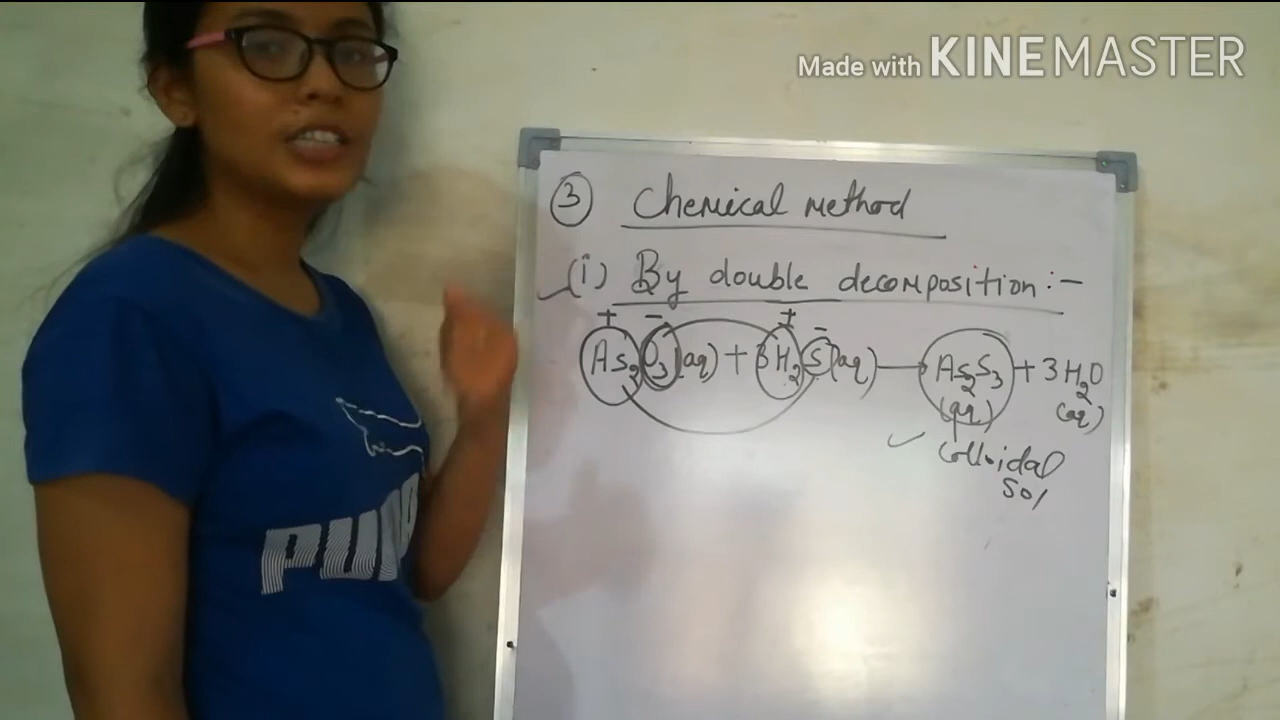 Made with KINEMASTER
③ Chemical method
(i) By double decomposition :-
+ - + -
As₂O₃(aq) + 3H₂S(aq) → As₂S₃ + 3H₂O
(aq) (aq)
Colloidal
Sol
PUMA